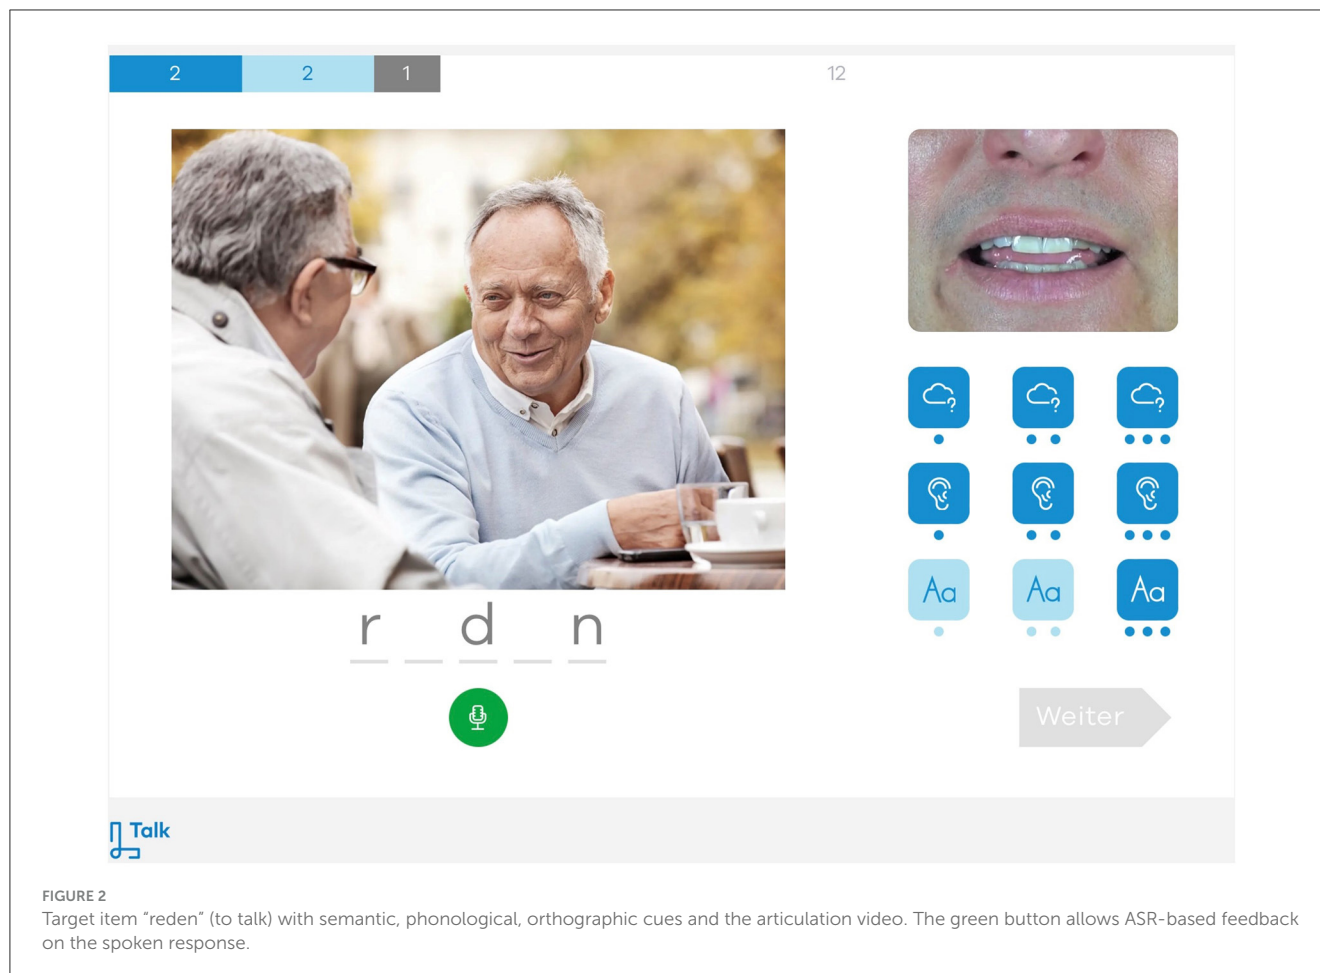 2 2 1 12
?
?
?
Aa Aa Aa
r _ d _ n
Weiter
Talk
FIGURE 2
Target item “reden” (to talk) with semantic, phonological, orthographic cues and the articulation video. The green button allows ASR-based feedback
on the spoken response.